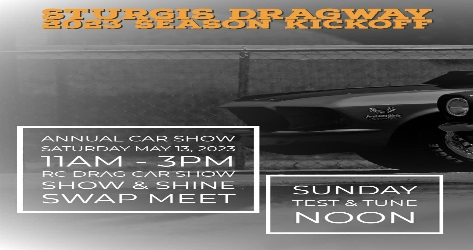 STURGIS DRAGWAY
2023 SEASON KICKOFF
ANNUAL CAR SHOW
SATURDAY MAY 13, 2023
11AM - 3PM
RC DRAG CAR SHOW
SHOW & SHINE
SWAP MEET
SUNDAY
TEST & TUNE
NOON